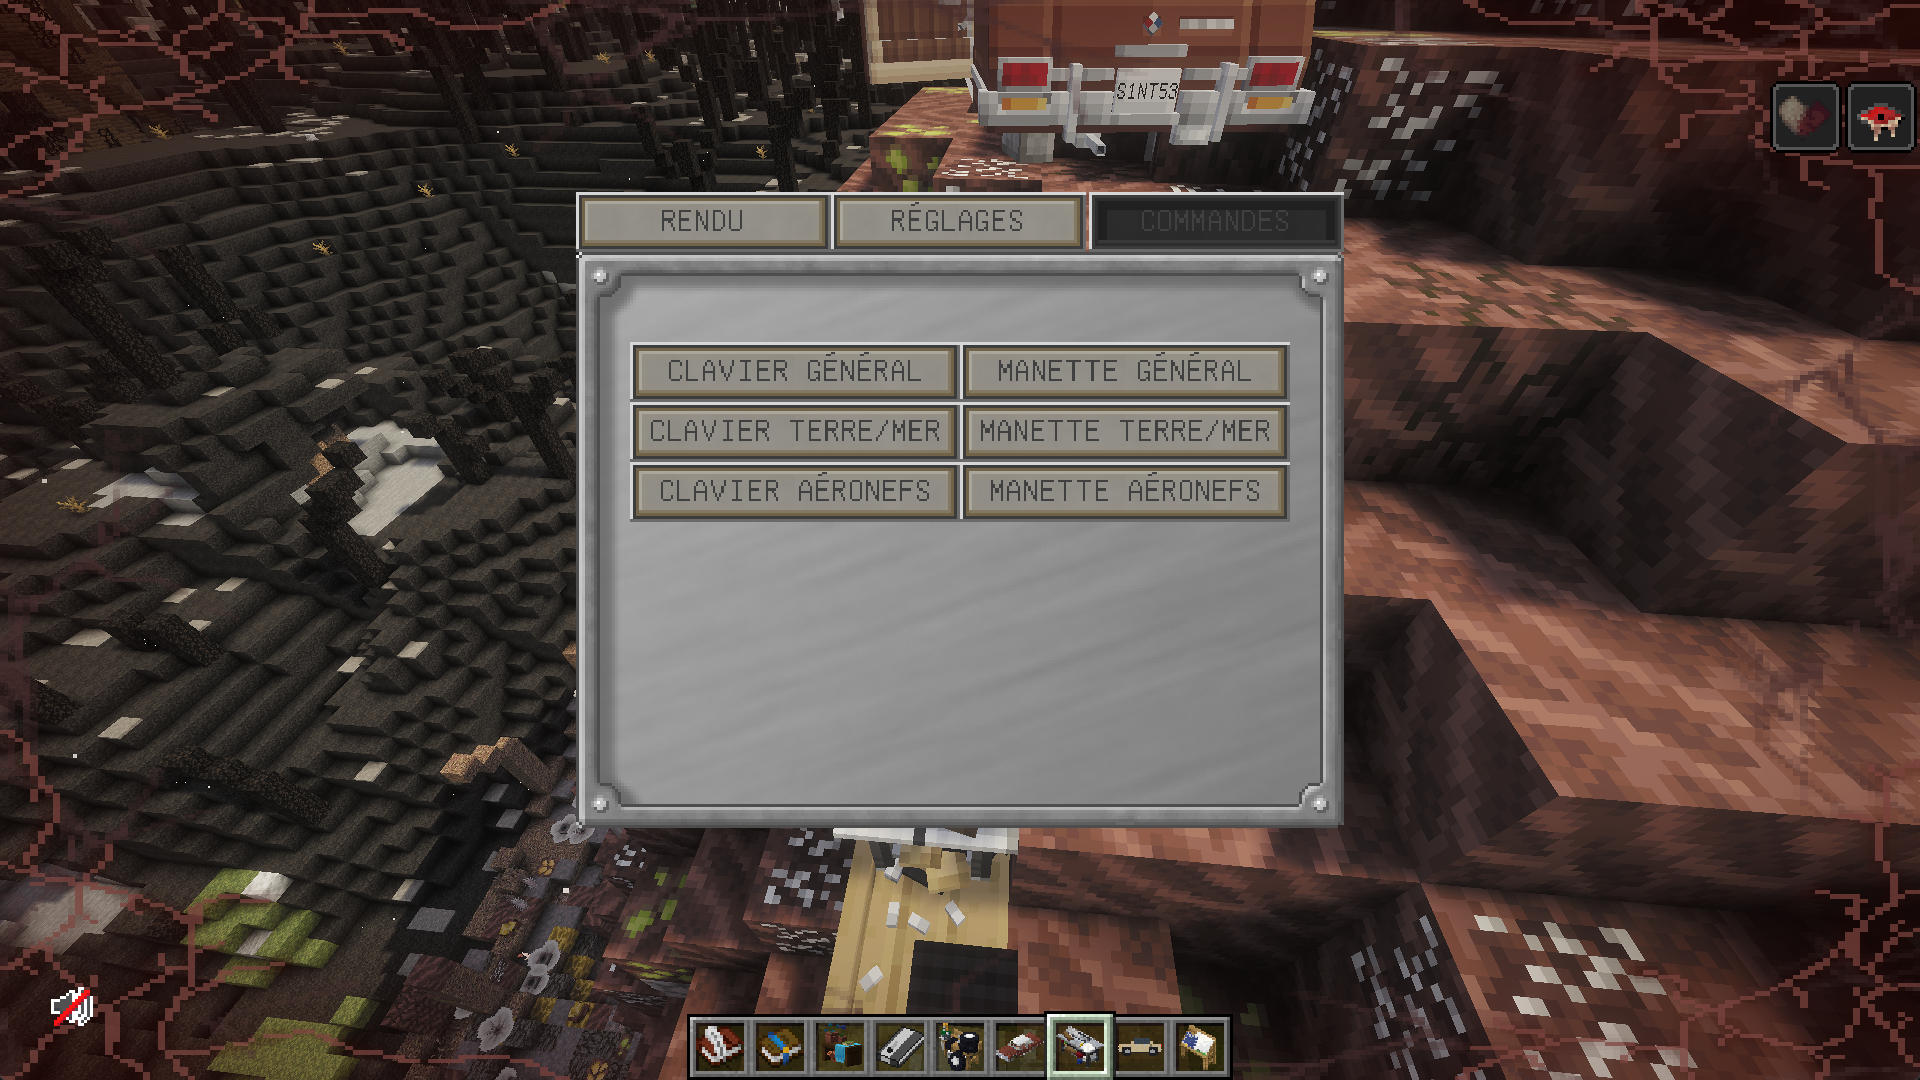 S1NT53
RENDU
RÉGLAGES
COMMANDES
CLAVIER GÉNÉRAL
MANETTE GÉNÉRAL
CLAVIER TERRE/MER
MANETTE TERRE/MER
CLAVIER AÉRONEFS
MANETTE AÉRONEFS